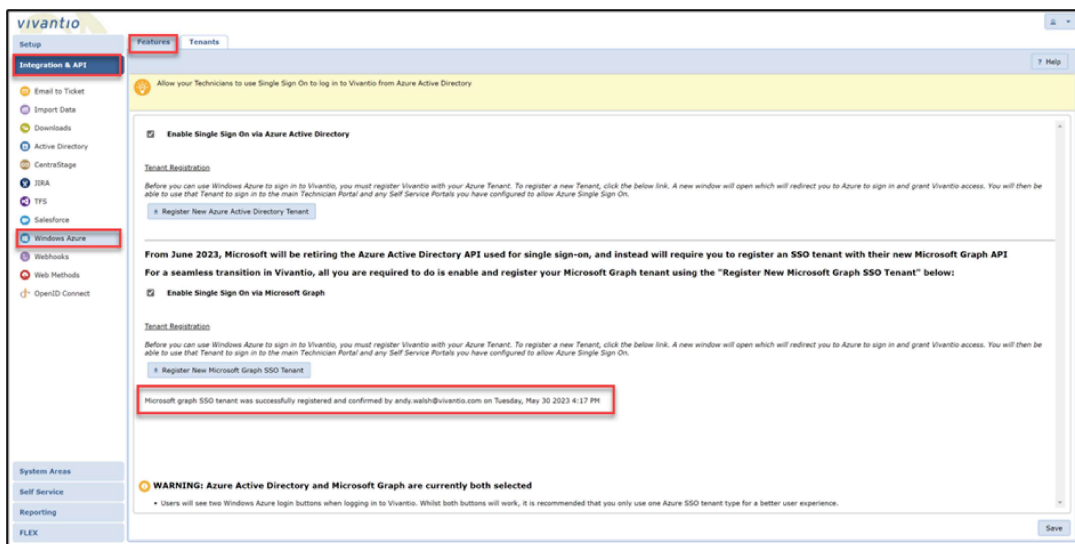 vivantio
Setup
Integration & API
Email to Ticket
Import Data
Downloads
Active Directory
CentraStage
JIRA
TFS
Salesforce
Windows Azure
Webhooks
Web Methods
OpenID Connect
System Areas
Self Service
Reporting
FLEX
Features
Tenants
? Help
Allow your Technicians to use Single Sign On to log in to Vivantio from Azure Active Directory
Enable Single Sign On via Azure Active Directory
Tenant Registration
Before you can use Windows Azure to sign in to Vivantio, you must register Vivantio with your Azure Tenant. To register a new Tenant, click the below link. A new window will open which will redirect you to Azure to sign in and grant Vivantio access. You will then be
able to use that Tenant to sign in to the main Technician Portal and any Self Service Portals you have configured to allow Azure Single Sign On.
Register New Azure Active Directory Tenant
From June 2023, Microsoft will be retiring the Azure Active Directory API used for single sign-on, and instead will require you to register an SSO tenant with their new Microsoft Graph API
For a seamless transition in Vivantio, all you are required to do is enable and register your Microsoft Graph tenant using the "Register New Microsoft Graph SSO Tenant" below:
Enable Single Sign On via Microsoft Graph
Tenant Registration
Before you can use Windows Azure to sign in to Vivantio, you must register Vivantio with your Azure Tenant. To register a new Tenant, click the below link. A new window will open which will redirect you to Azure to sign in and grant Vivantio access. You will then be
able to use that Tenant to sign in to the main Technician Portal and any Self Service Portals you have configured to allow Azure Single Sign On.
Register New Microsoft Graph SSO Tenant
Microsoft graph SSO tenant was successfully registered and confirmed by andy.walsh@vivantio.com on Tuesday, May 30 2023 4:17 PM
WARNING: Azure Active Directory and Microsoft Graph are currently both selected
• Users will see two Windows Azure login buttons when logging in to Vivantio. Whilst both buttons will work, it is recommended that you only use one Azure SSO tenant type for a better user experience.
Save